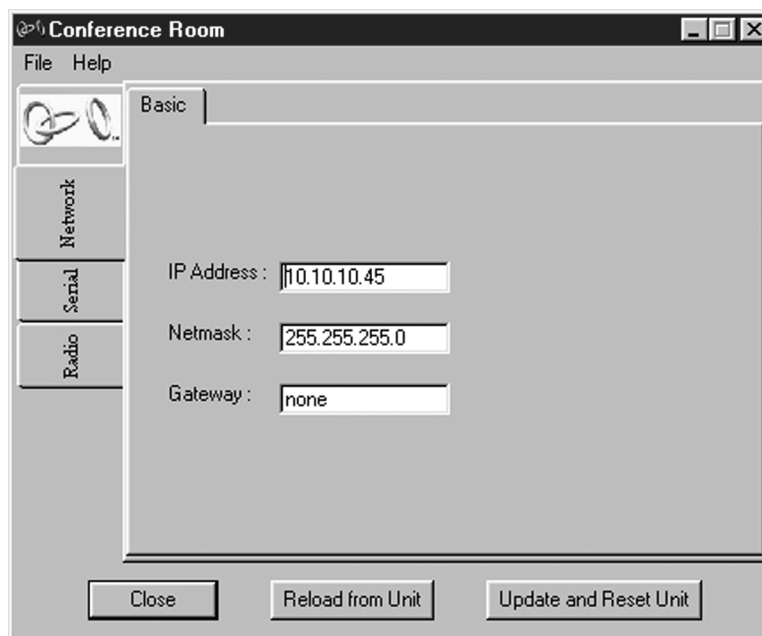 Conference Room
File Help
Basic
Network
Serial
Radio
IP Address : 10.10.10.45
Netmask : 255.255.255.0
Gateway : none
Close Reload from Unit Update and Reset Unit